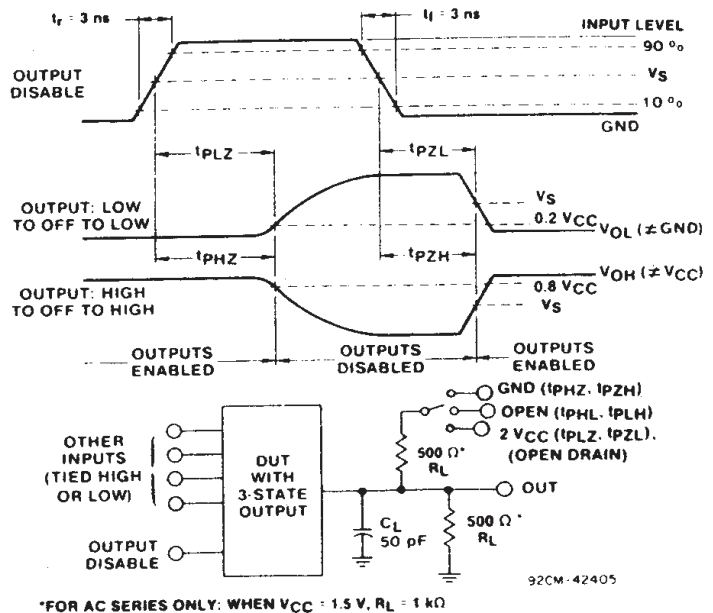 tr = 3 ns
tf = 3 ns
INPUT LEVEL
90 %
OUTPUT
DISABLE
VS
10 %
GND
tPLZ
tPZL
OUTPUT: LOW
TO OFF TO LOW
VS
0.2 VCC
VOL (≠ GND)
tPHZ
tPZH
OUTPUT: HIGH
TO OFF TO HIGH
VOH (≠ VCC)
0.8 VCC
VS
OUTPUTS
ENABLED
OUTPUTS
DISABLED
OUTPUTS
ENABLED
GND (tPHZ, tPZH)
OPEN (tPHL, tPLH)
2 VCC (tPLZ, tPZL),
(OPEN DRAIN)
OTHER
INPUTS
(TIED HIGH
OR LOW)
DUT
WITH
3-STATE
OUTPUT
500 Ω*
RL
OUT
CL
50 pF
500 Ω*
RL
OUTPUT
DISABLE
92CM-42405
*FOR AC SERIES ONLY: WHEN VCC = 1.5 V, RL = 1 kΩ